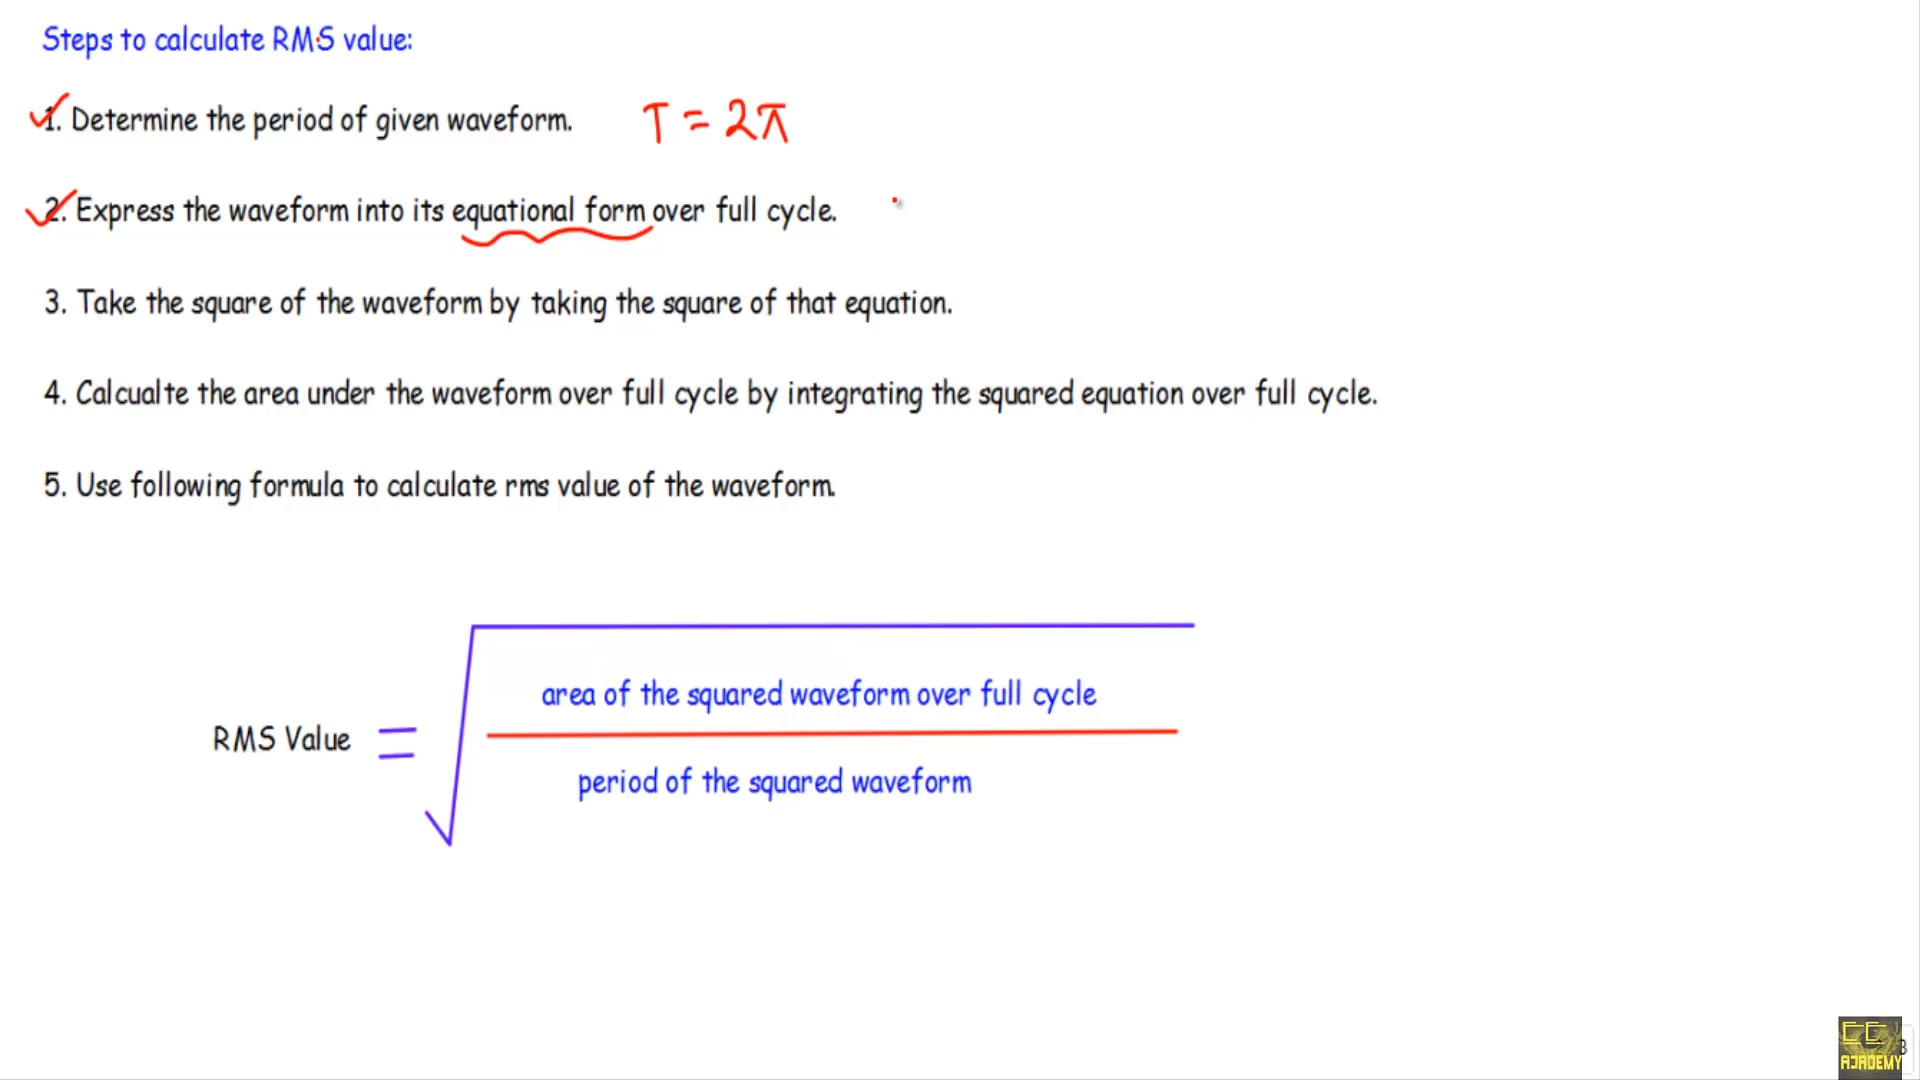 Steps to calculate RMS value:
1. Determine the period of given waveform. T = 2π
2. Express the waveform into its equational form over full cycle.
3. Take the square of the waveform by taking the square of that equation.
4. Calcualte the area under the waveform over full cycle by integrating the squared equation over full cycle.
5. Use following formula to calculate rms value of the waveform.
area of the squared waveform over full cycle
RMS Value =
period of the squared waveform
EE
ACADEMY
3